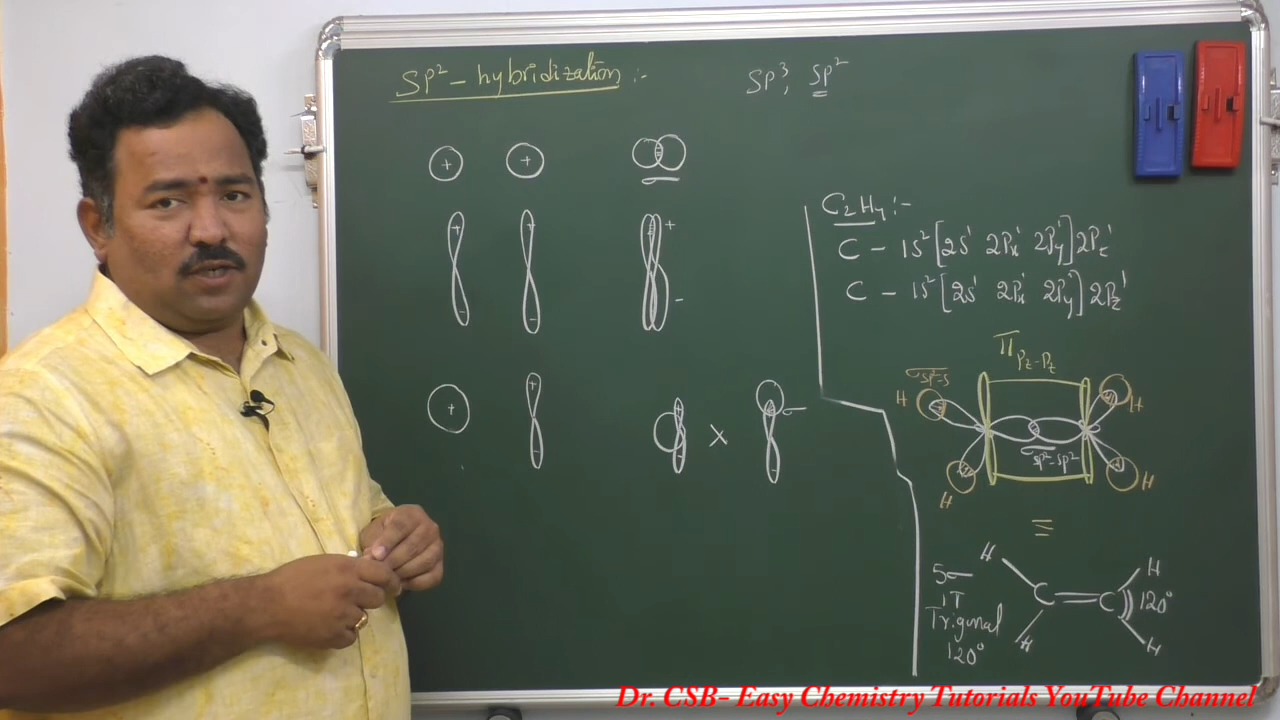 SP² – hybridization :-
SP³, SP²
+ +
+ +
- -
+
-
+ +
-
+ - × + -
C₂H₄ :-
C – 1S² [2S¹ 2Px¹ 2Py¹] 2Pz¹
C – 1S² [2S¹ 2Px¹ 2Py¹] 2Pz¹
π Pz-Pz
σ sp²-s
H H
σ sp²-sp²
H H
≡
H H
C = C 120°
H H
5σ
1π
Trigonal
120°
Dr. CSB- Easy Chemistry Tutorials YouTube Channel